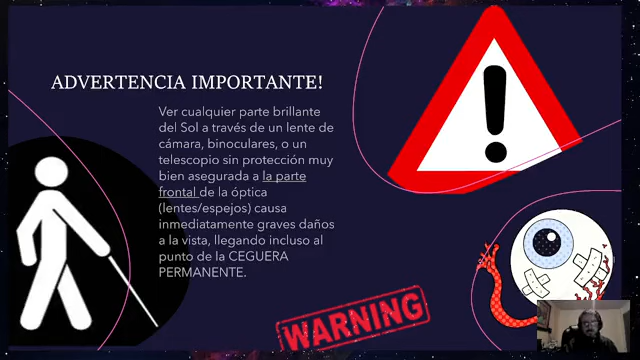 ADVERTENCIA IMPORTANTE!
Ver cualquier parte brillante
del Sol a través de un lente de
cámara, binoculares, o un
telescopio sin protección muy
bien asegurada a la parte
frontal de la óptica
(lentes/espejos) causa
inmediatamente graves daños
a la vista, llegando incluso al
punto de la CEGUERA
PERMANENTE.
WARNING